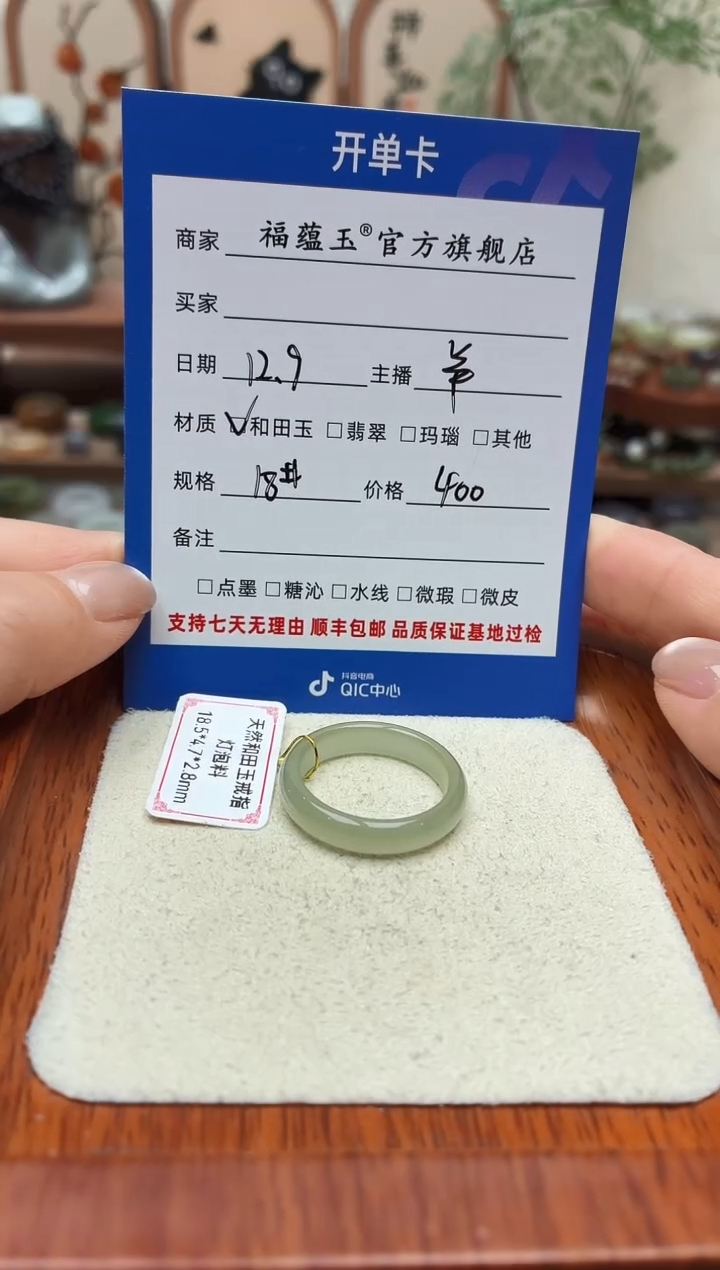 开单卡
商家 福蕴玉®官方旗舰店
买家
日期 12.9 主播
材质 ☑和田玉 □翡翠 □玛瑙 □其他
规格 18# 价格 400
备注
□点墨 □糖沁 □水线 □微瑕 □微皮
支持七天无理由 顺丰包邮 品质保证基地过检
抖音电商
QIC中心
天然和田玉戒指
灯泡料
18.5*4.7*2.8mm